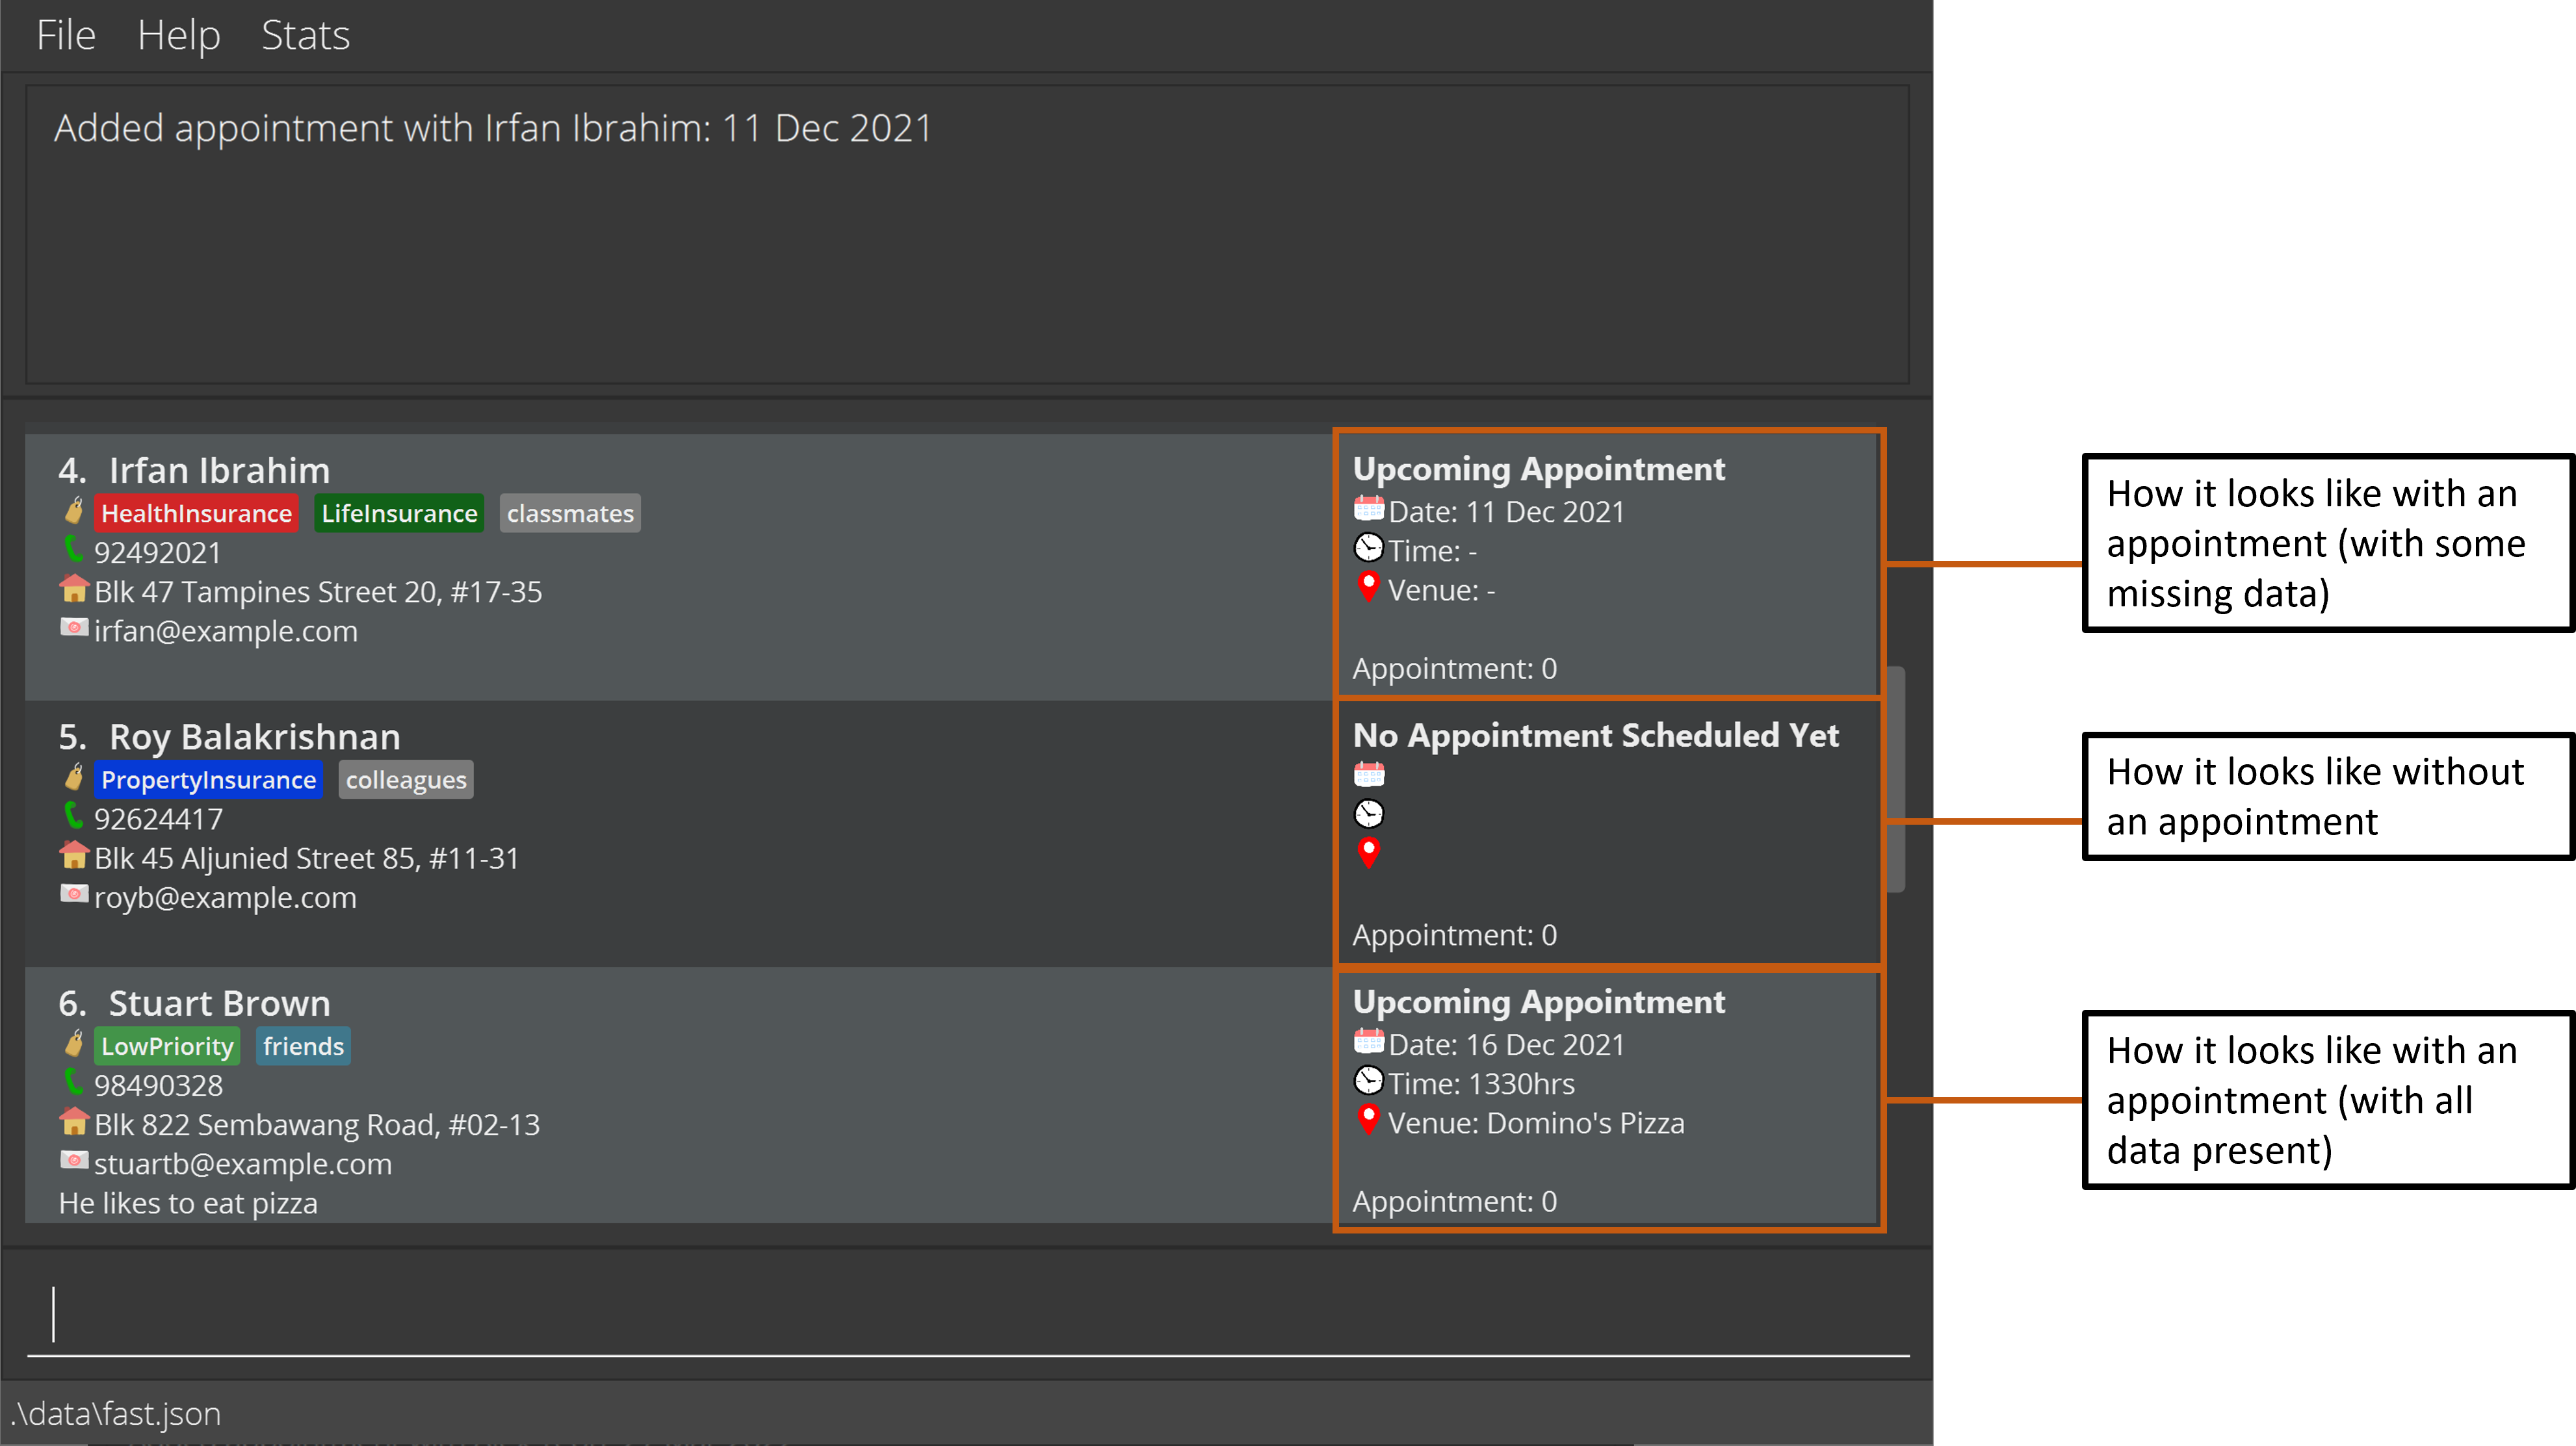 File Help Stats
Added appointment with Irfan Ibrahim: 11 Dec 2021
4. Irfan Ibrahim
HealthInsurance LifeInsurance classmates
92492021
Blk 47 Tampines Street 20, #17-35
irfan@example.com
Upcoming Appointment
Date: 11 Dec 2021
Time: -
Venue: -
Appointment: 0
How it looks like with an
appointment (with some
missing data)
5. Roy Balakrishnan
PropertyInsurance colleagues
92624417
Blk 45 Aljunied Street 85, #11-31
royb@example.com
No Appointment Scheduled Yet
Appointment: 0
How it looks like without
an appointment
6. Stuart Brown
LowPriority friends
98490328
Blk 822 Sembawang Road, #02-13
stuartb@example.com
He likes to eat pizza
Upcoming Appointment
Date: 16 Dec 2021
Time: 1330hrs
Venue: Domino's Pizza
Appointment: 0
How it looks like with an
appointment (with all
data present)
.\data\fast.json